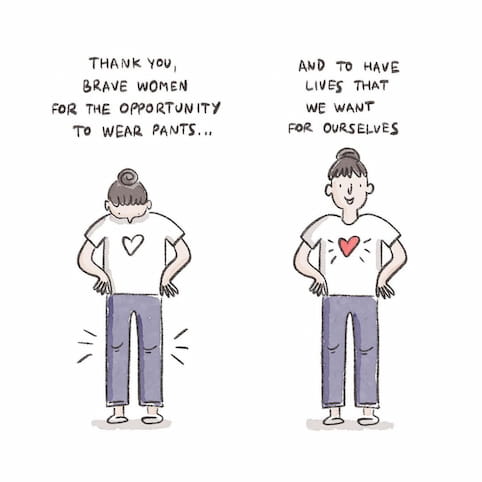 THANK YOU,
BRAVE WOMEN
FOR THE OPPORTUNITY
TO WEAR PANTS...
AND TO HAVE
LIVES THAT
WE WANT
FOR OURSELVES